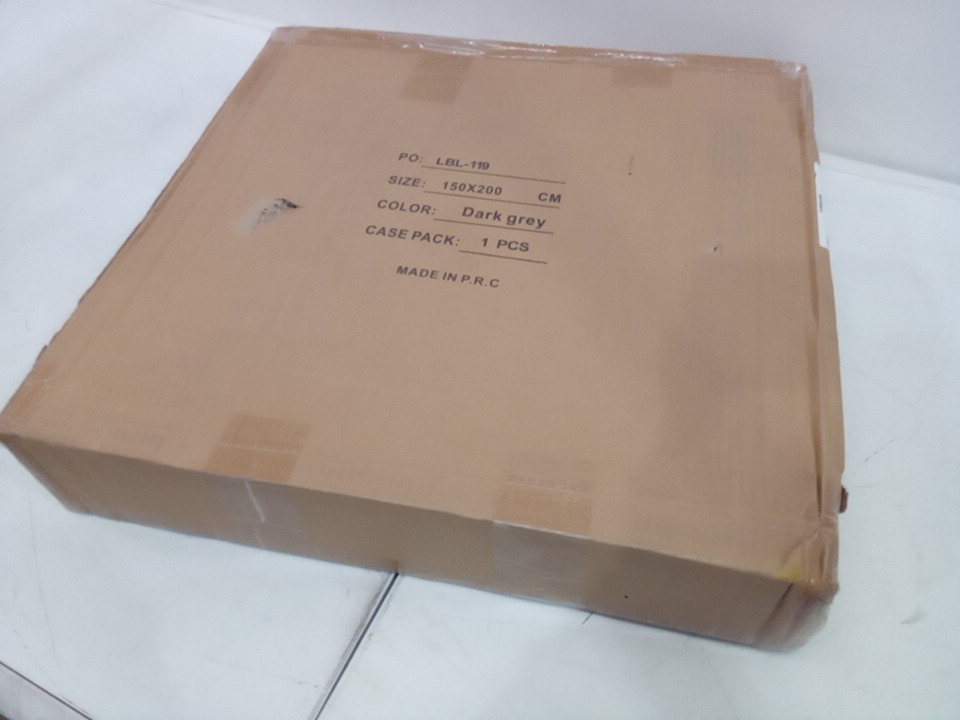 PO: LBL-119
SIZE: 150X200 CM
COLOR: Dark grey
CASE PACK: 1 PCS
MADE IN P.R.C